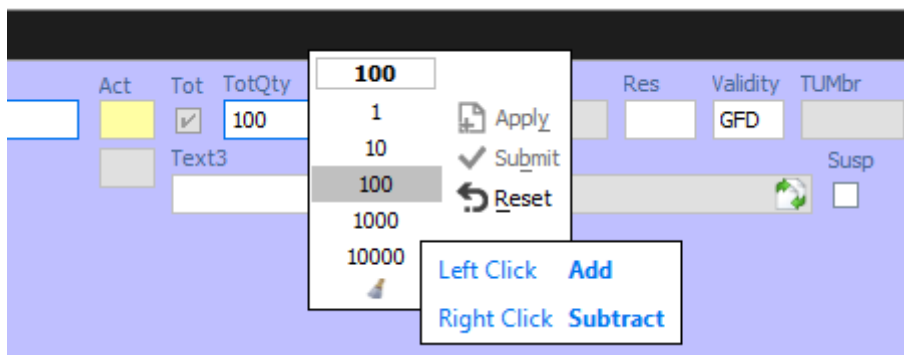 Act Tot TotQty Res Validity TUMbr
100 GFD
Text3 Susp
100
1
10
100
1000
10000
Apply
Submit
Reset
Left Click Add
Right Click Subtract